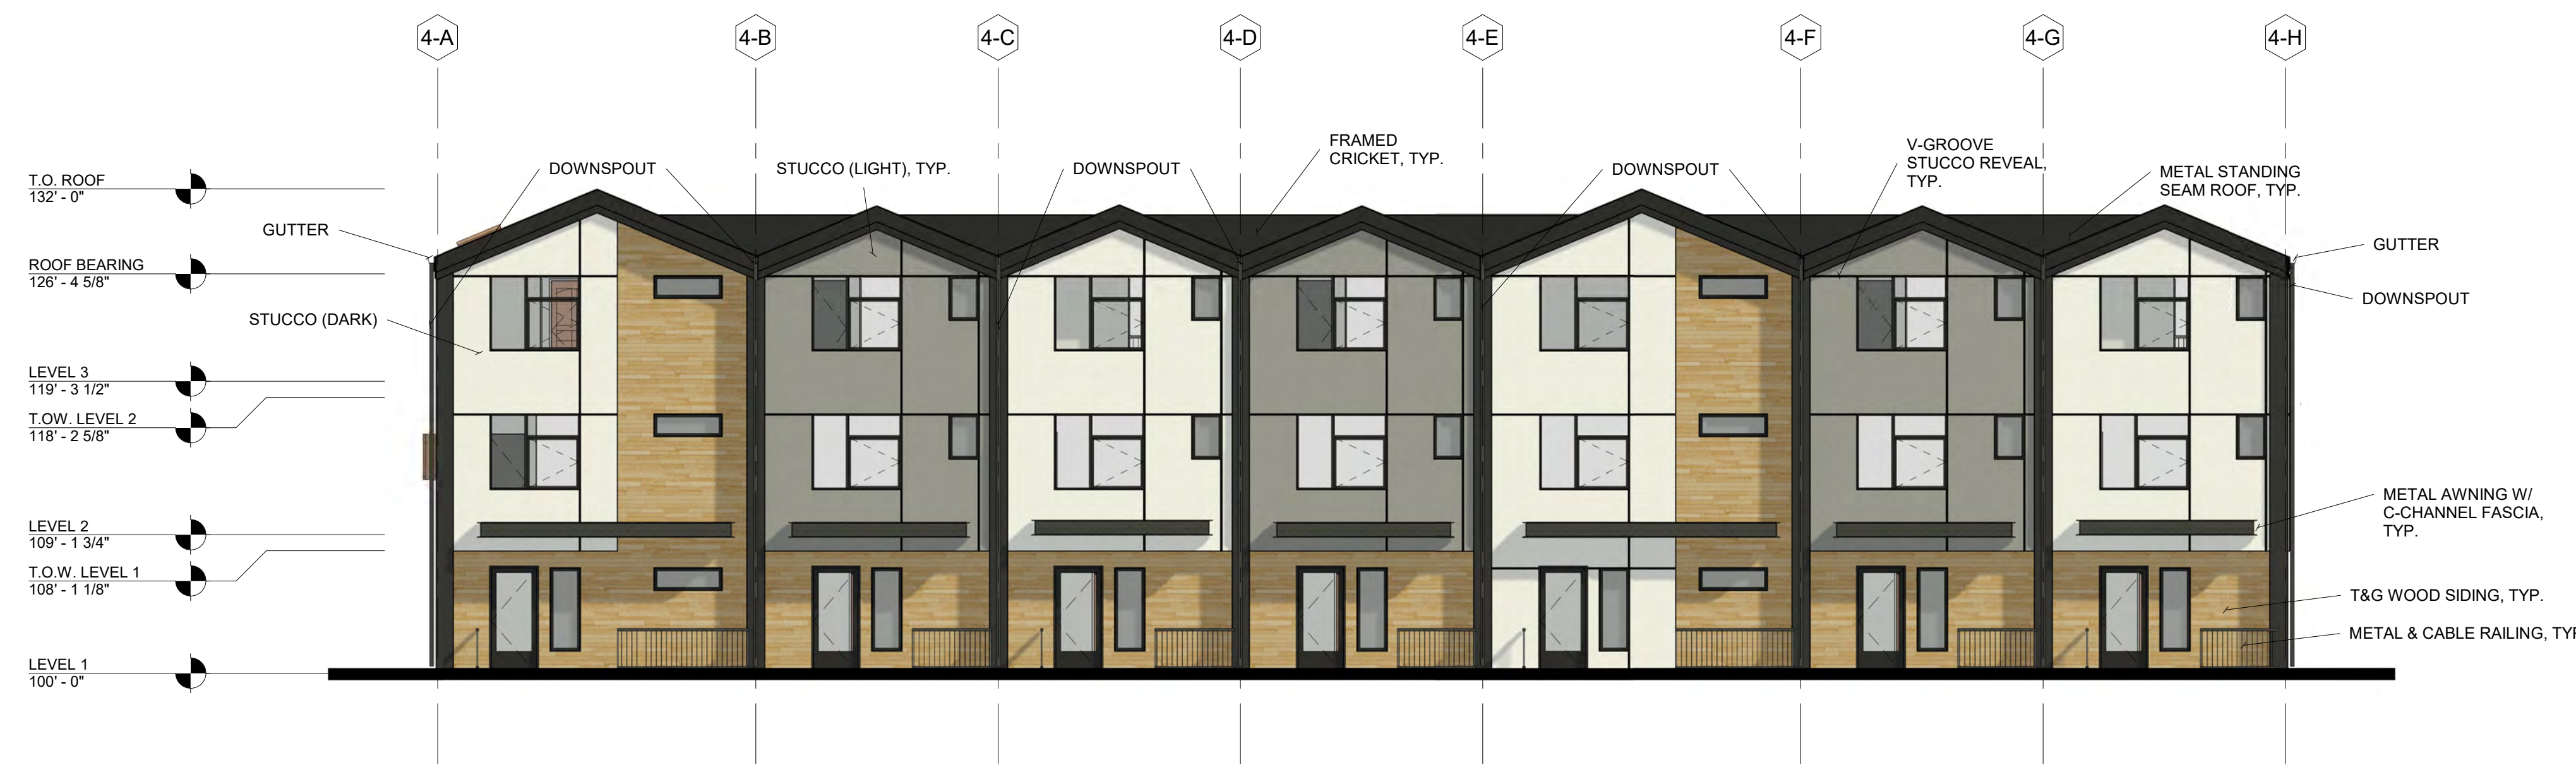 4-A
4-B
4-C
4-D
4-E
4-F
4-G
4-H
T.O. ROOF
132' - 0"
ROOF BEARING
126' - 4 5/8"
LEVEL 3
119' - 3 1/2"
T.OW. LEVEL 2
118' - 2 5/8"
LEVEL 2
109' - 1 3/4"
T.O.W. LEVEL 1
108' - 1 1/8"
LEVEL 1
100' - 0"
GUTTER
STUCCO (DARK)
DOWNSPOUT
STUCCO (LIGHT), TYP.
DOWNSPOUT
FRAMED
CRICKET, TYP.
DOWNSPOUT
V-GROOVE
STUCCO REVEAL,
TYP.
METAL STANDING
SEAM ROOF, TYP.
GUTTER
DOWNSPOUT
METAL AWNING W/
C-CHANNEL FASCIA,
TYP.
T&G WOOD SIDING, TYP.
METAL & CABLE RAILING, TYP